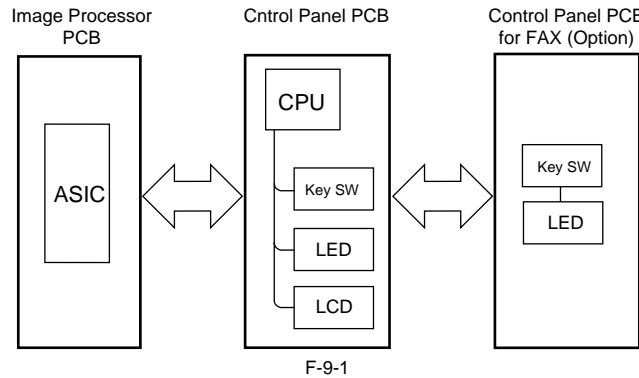 Image Processor
PCB
Cntrol Panel PCB
Control Panel PCB
for FAX (Option)
ASIC
CPU
Key SW
LED
LCD
Key SW
LED
F-9-1